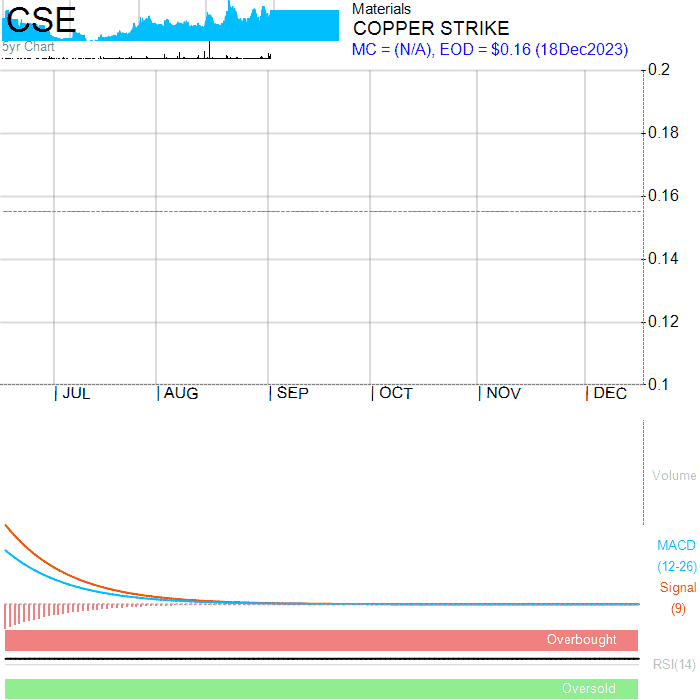 CSE
5yr Chart
Materials
COPPER STRIKE
MC = (N/A), EOD = $0.16 (18Dec2023)
0.2
0.18
0.16
0.14
0.12
0.1
| JUL | AUG | SEP | OCT | NOV | DEC
Volume
MACD
(12-26)
Signal
(9)
Overbought
RSI(14)
Oversold